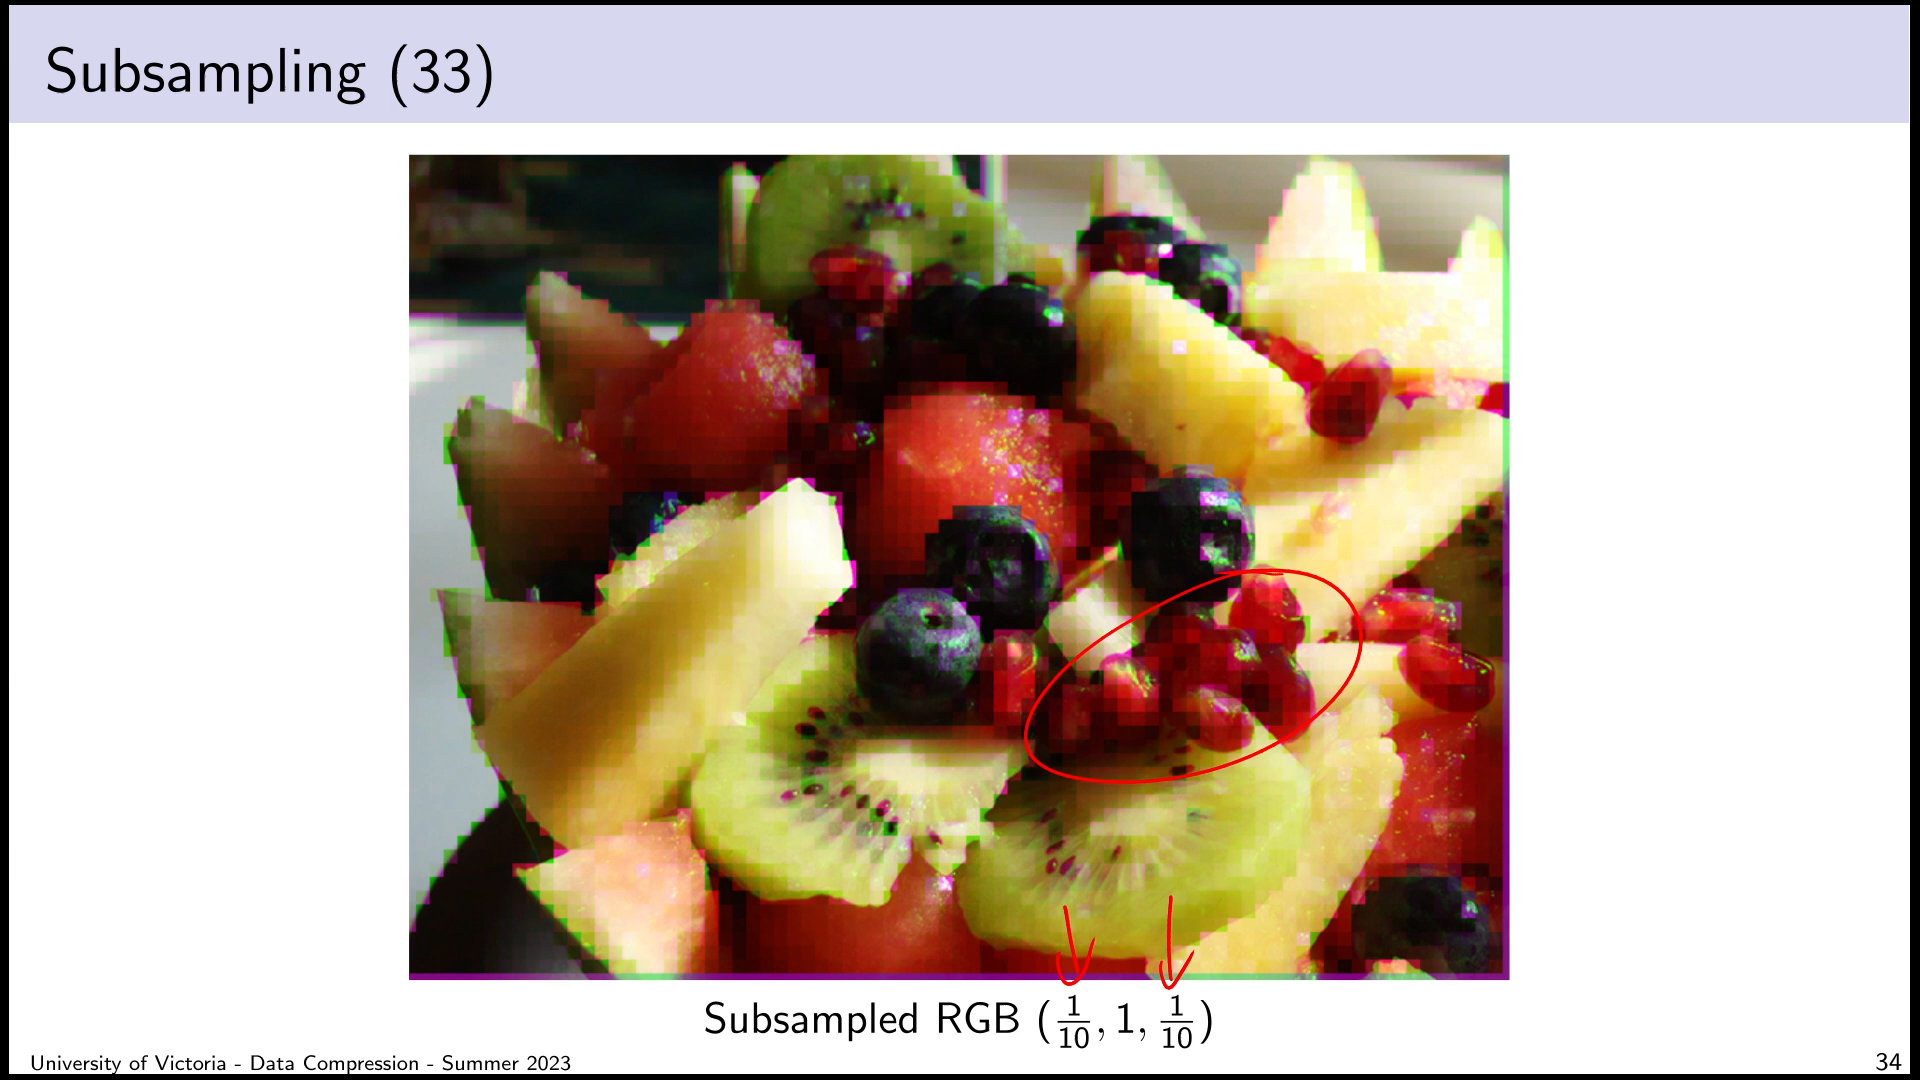 Subsampling (33)
Subsampled RGB (1/10, 1, 1/10)
University of Victoria - Data Compression - Summer 2023
34